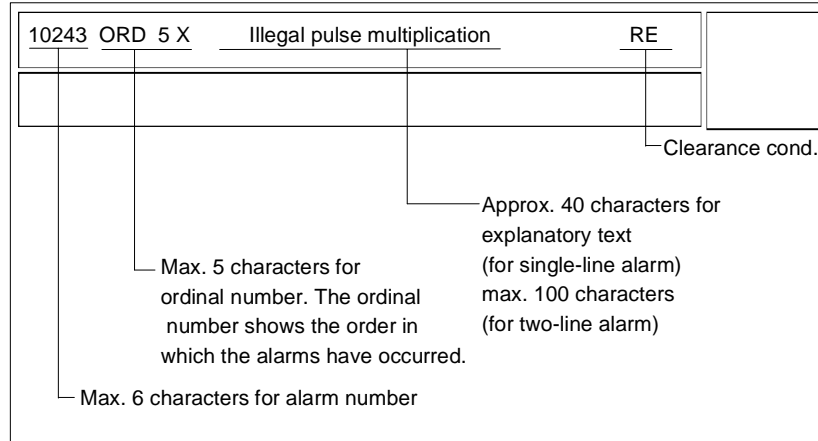 10243 ORD 5 X Illegal pulse multiplication RE
Clearance cond.
Approx. 40 characters for
explanatory text
(for single-line alarm)
max. 100 characters
(for two-line alarm)
Max. 5 characters for
ordinal number. The ordinal
number shows the order in
which the alarms have occurred.
Max. 6 characters for alarm number